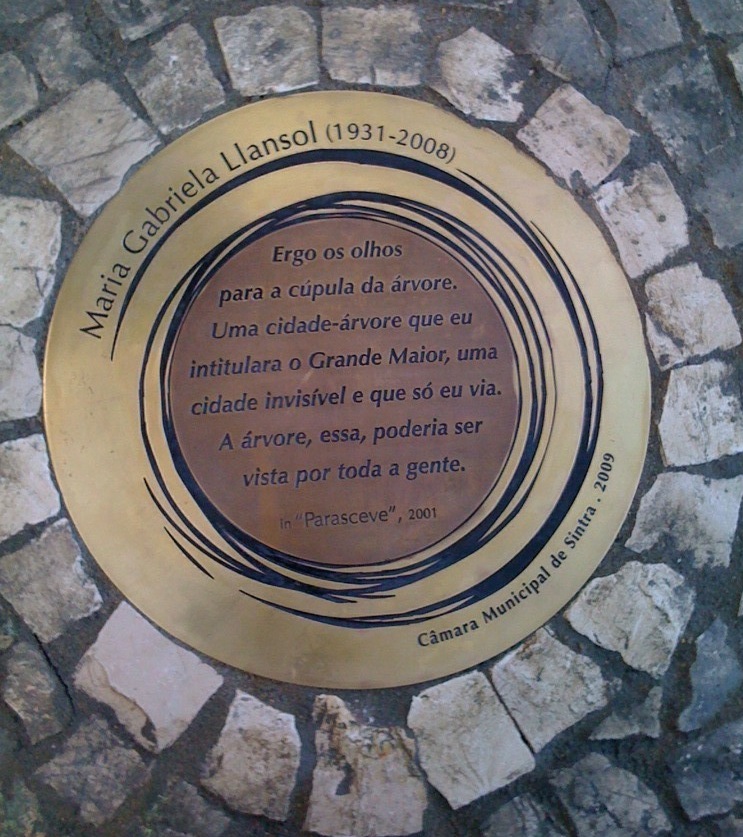 Maria Gabriela Llansol (1931-2008)
Ergo os olhos
para a cúpula da árvore.
Uma cidade-árvore que eu
intitulara o Grande Maior, uma
cidade invisível e que só eu via.
A árvore, essa, poderia ser
vista por toda a gente.
in "Parasceve", 2001
Câmara Municipal de Sintra . 2009